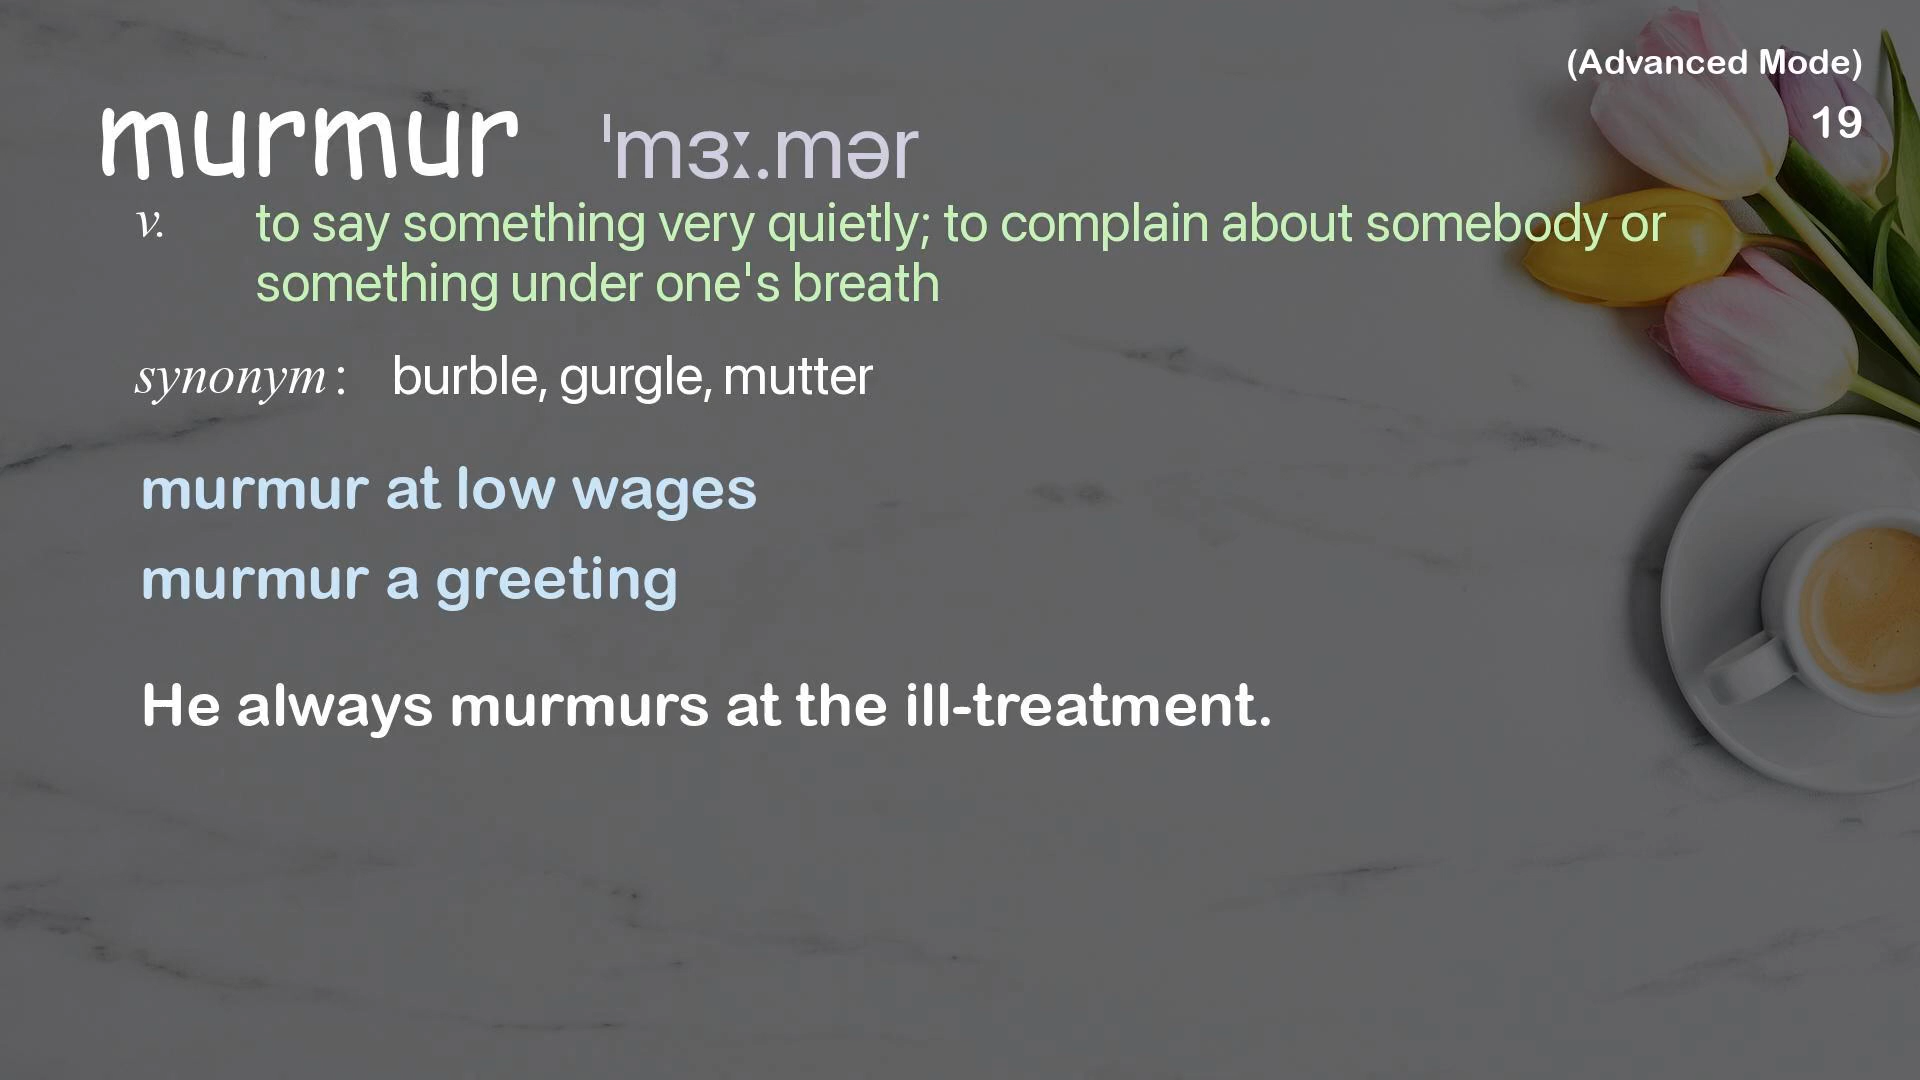 (Advanced Mode)
19
murmur ˈmɜː.mər
v. to say something very quietly; to complain about somebody or
something under one's breath
synonym: burble, gurgle, mutter
murmur at low wages
murmur a greeting
He always murmurs at the ill-treatment.